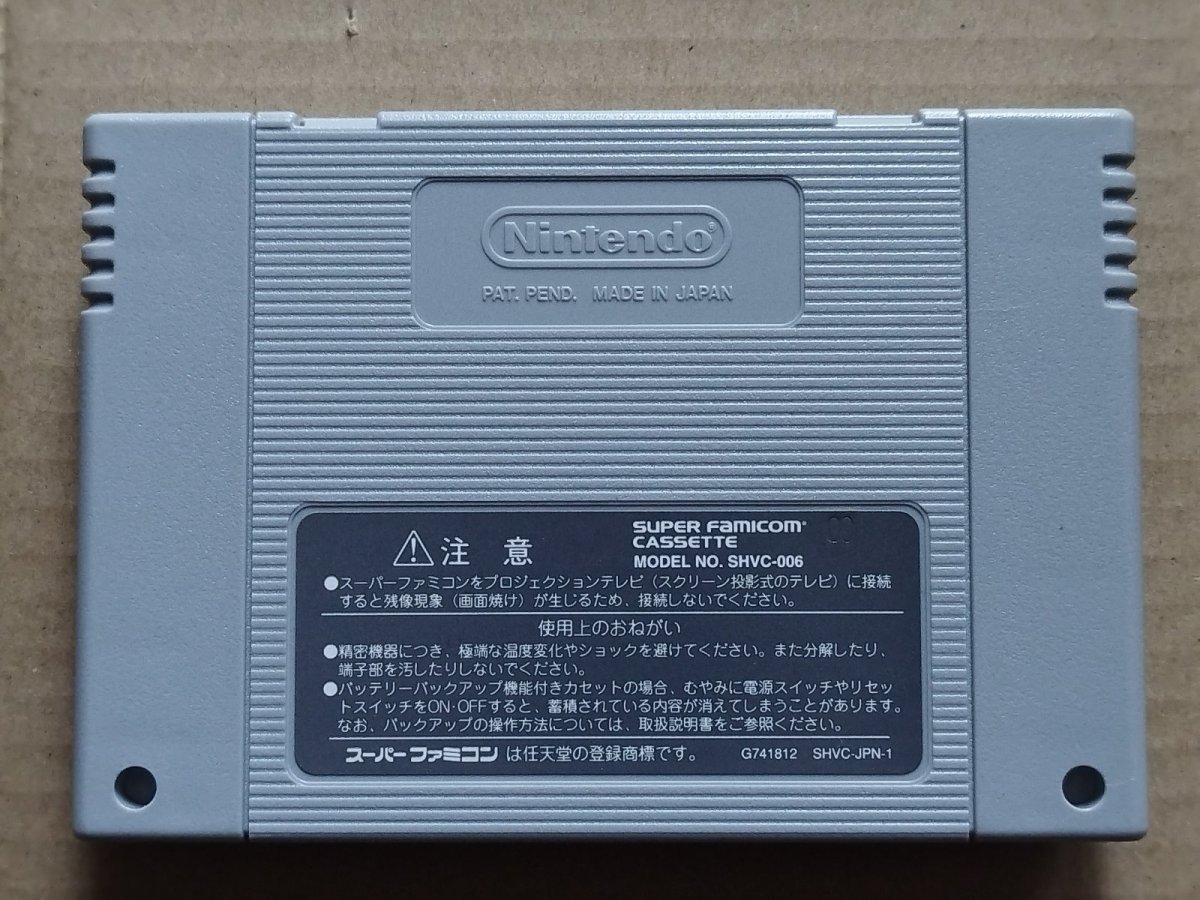 Nintendo®
PAT. PEND. MADE IN JAPAN
注 意
SUPER FAMICOM®
CASSETTE
MODEL NO. SHVC-006
●スーパーファミコンをプロジェクションテレビ（スクリーン投影式のテレビ）に接続
すると残像現象（画面焼け）が生じるため、接続しないでください。
使用上のおねがい
●精密機器につき、極端な温度変化やショックを避けてください。また分解したり、
端子部を汚したりしないでください。
●バッテリーバックアップ機能付きカセットの場合、むやみに電源スイッチやリセッ
トスイッチをON·OFFすると、蓄積されている内容が消えてしまうことがあります。
なお、バックアップの操作方法については、取扱説明書をご参照ください。
スーパーファミコン は任天堂の登録商標です。 G741812 SHVC-JPN-1